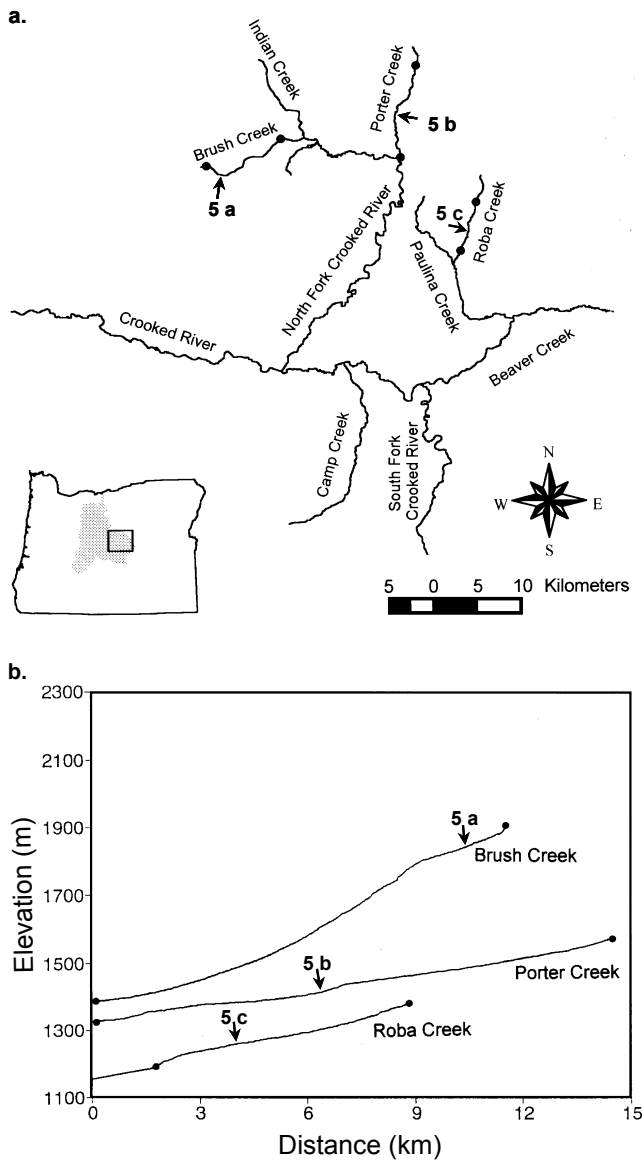 a.
Indian Creek
Porter Creek
5 b
Brush Creek
5 a
5 c
Roba Creek
North Fork Crooked River
Paulina Creek
Crooked River
Beaver Creek
Camp Creek
South Fork
Crooked River
N
W
E
S
5 0 5 10 Kilometers
b.
2300
2100
1900
1700
1500
1300
1100
Elevation (m)
5 a
Brush Creek
5 b
Porter Creek
5 c
Roba Creek
0 3 6 9 12 15
Distance (km)